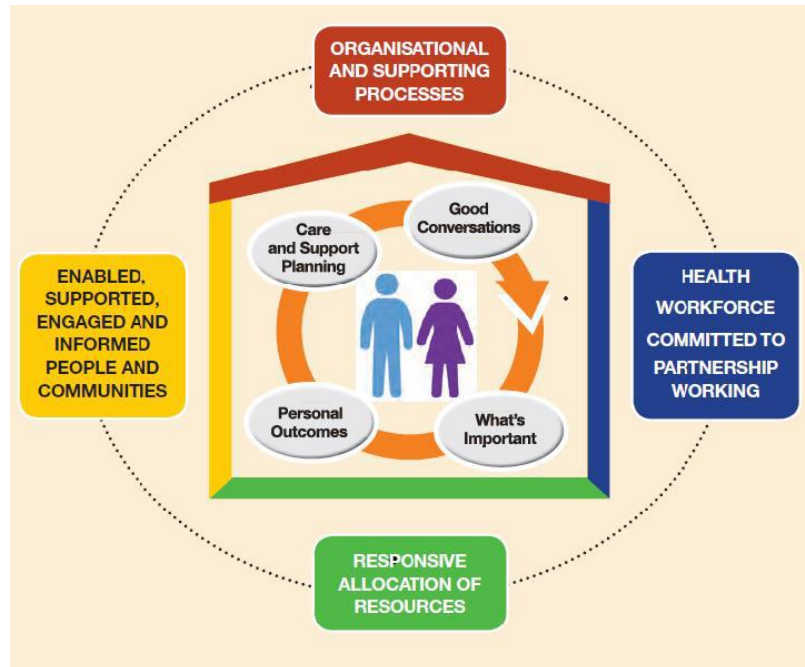 ORGANISATIONAL
AND SUPPORTING
PROCESSES
Good
Conversations
Care
and Support
Planning
ENABLED,
SUPPORTED,
ENGAGED AND
INFORMED
PEOPLE AND
COMMUNITIES
HEALTH
WORKFORCE
COMMITTED TO
PARTNERSHIP
WORKING
Personal
Outcomes
What's
Important
RESPONSIVE
ALLOCATION OF
RESOURCES